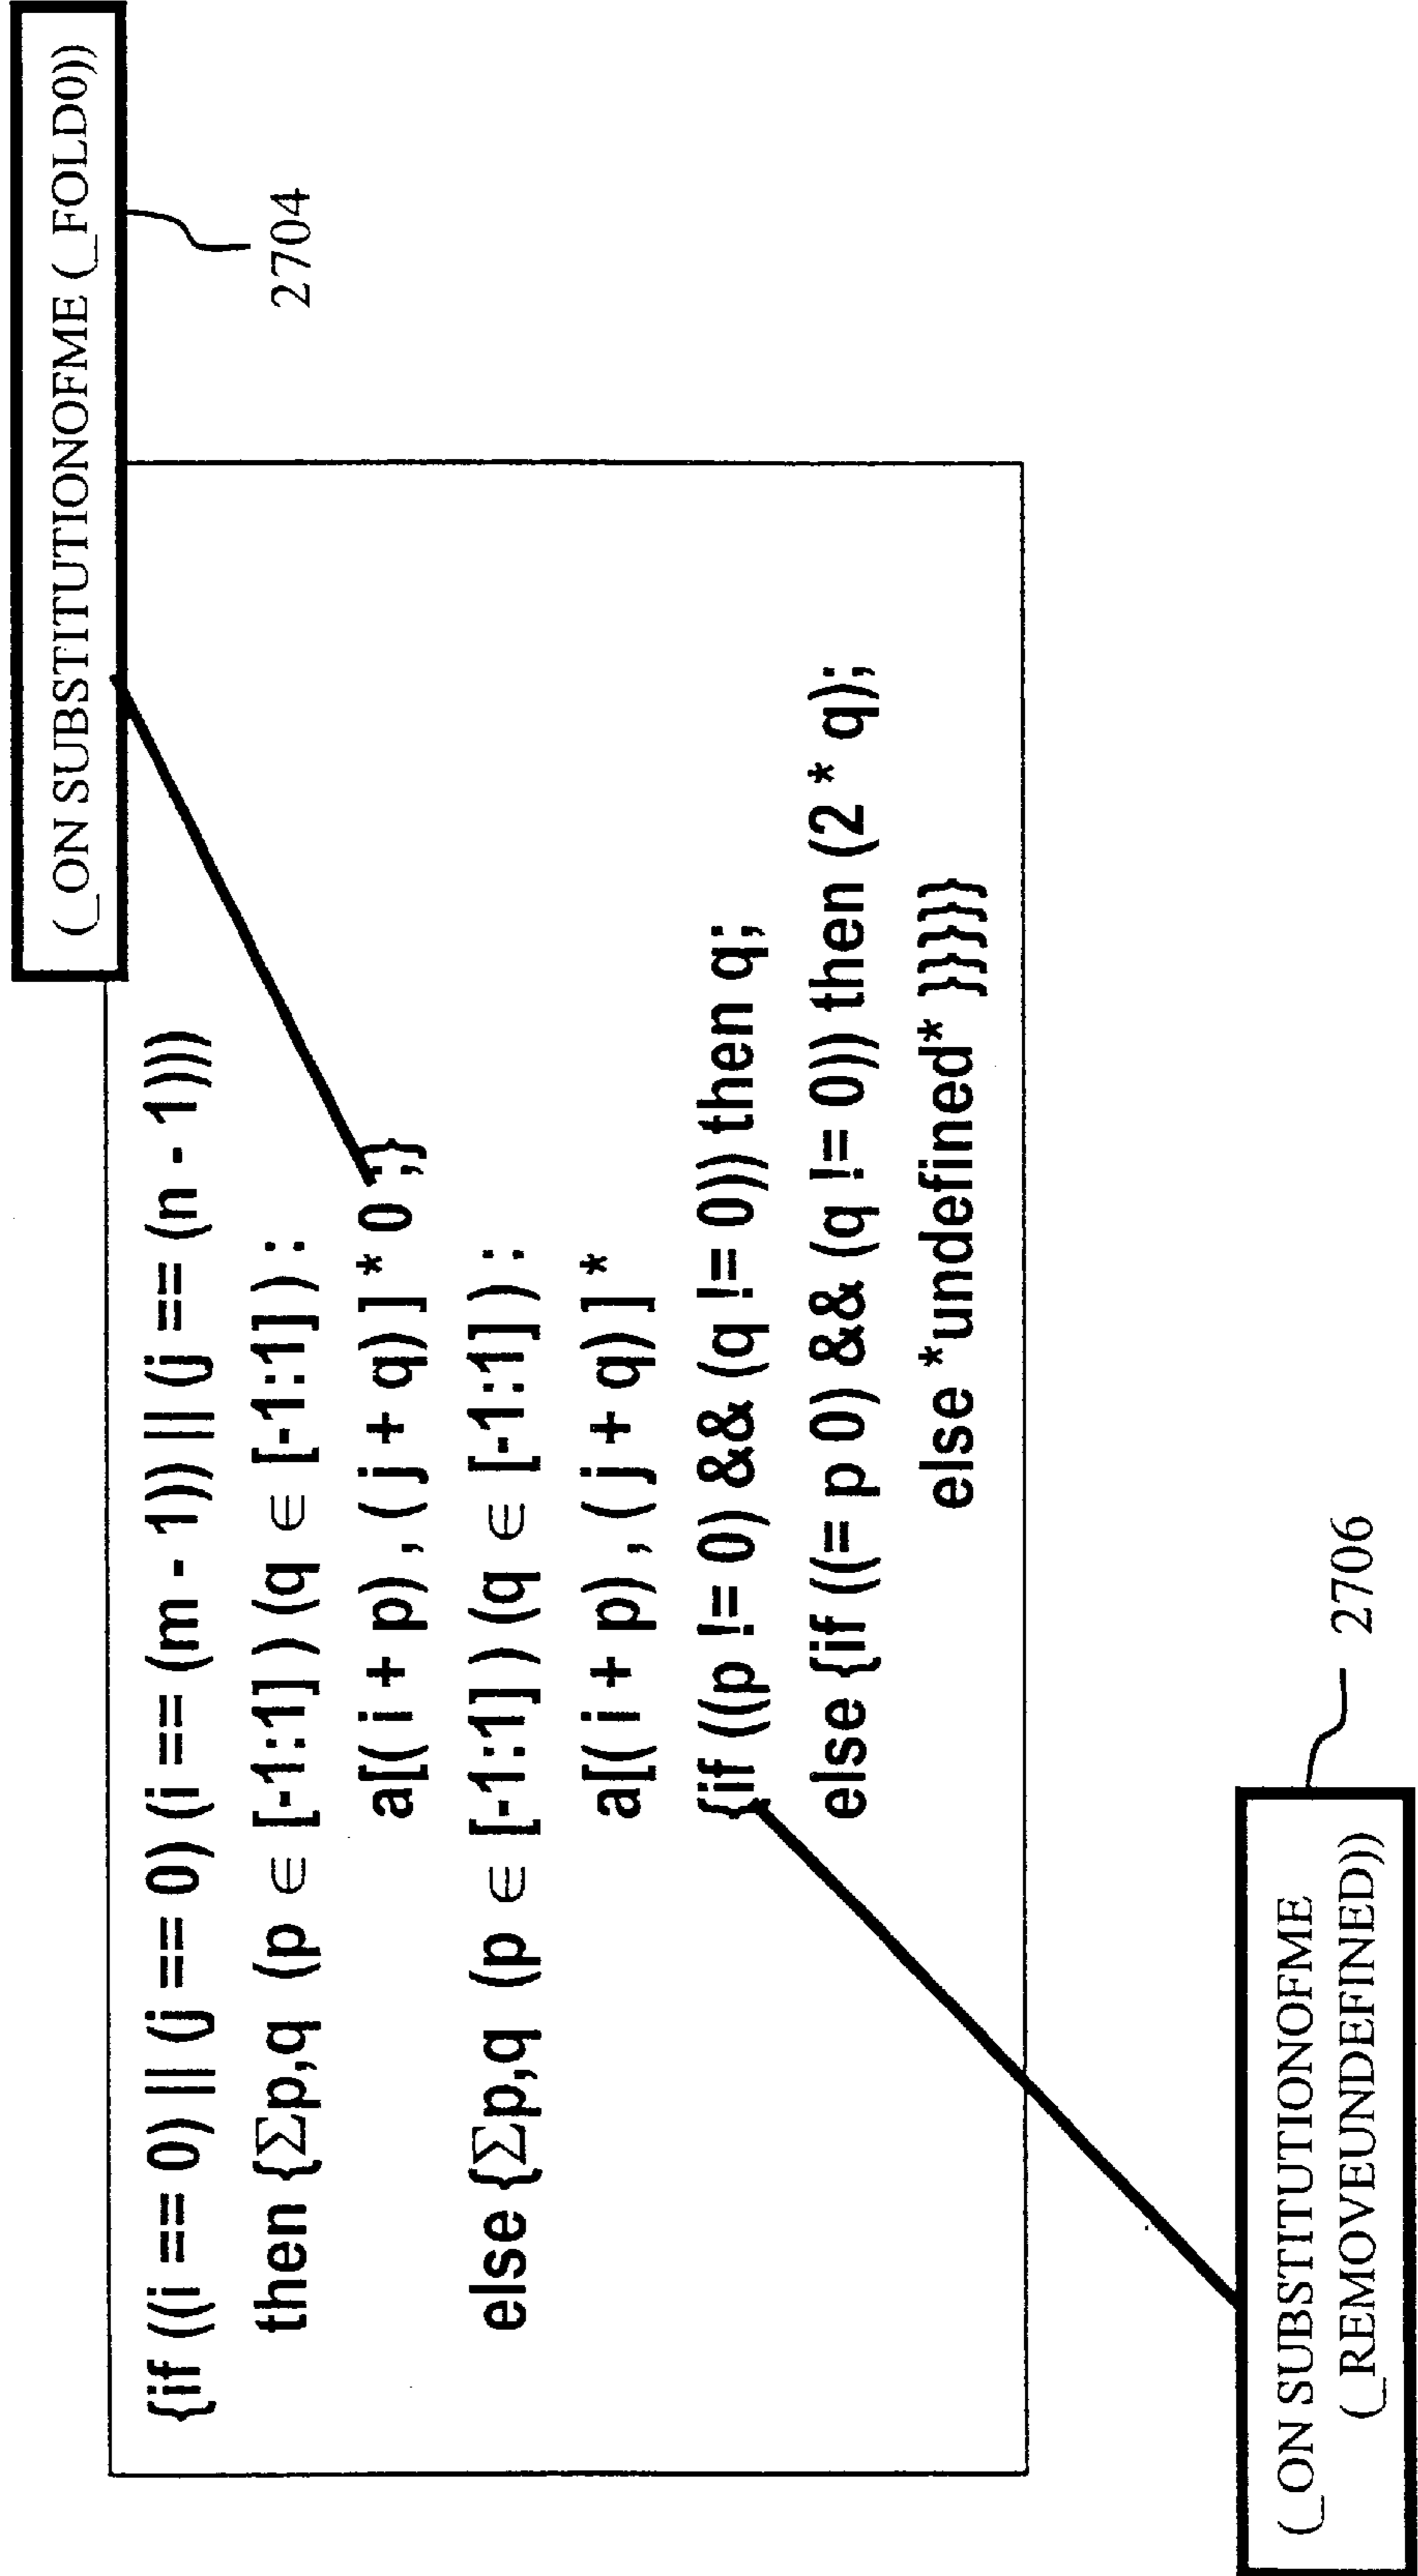 (_ON SUBSTITUTIONOFME (_FOLD0))
2704
{if ((i == 0) || (j == 0) (i == (m - 1)) || (j == (n - 1)))
then {Σp,q (p ∈ [-1:1] ) (q ∈ [-1:1] ) :
a[( i + p) , ( j + q) ] * 0 ;}
else {Σp,q (p ∈ [-1:1]) (q ∈ [-1:1] ) :
a[( i + p) , ( j + q) ] *
{if ((p != 0) && (q != 0)) then q;
else {if ((= p 0) && (q != 0)) then (2 * q);
else *undefined* }}}}}
2706
(_ON SUBSTITUTIONOFME
(_REMOVEUNDEFINED))